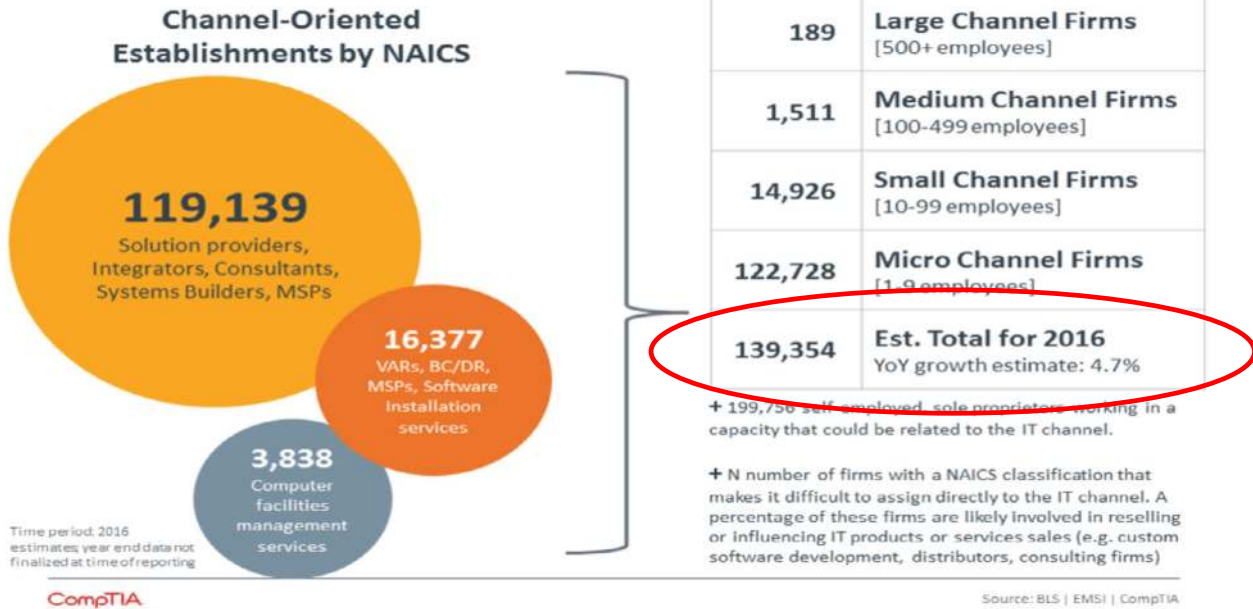 Channel-Oriented
Establishments by NAICS
119,139
Solution providers,
Integrators, Consultants,
Systems Builders, MSPs
16,377
VARs, BC/DR,
MSPs, Software
Installation
services
3,838
Computer
facilities
management
services
Time period: 2016
estimates; year end data not
finalized at time of reporting
189
Large Channel Firms
[500+ employees]
1,511
Medium Channel Firms
[100-499 employees]
14,926
Small Channel Firms
[10-99 employees]
122,728
Micro Channel Firms
[1-9 employees]
139,354
Est. Total for 2016
YoY growth estimate: 4.7%
+ 199,756 self-employed, sole proprietors working in a
capacity that could be related to the IT channel.
+ N number of firms with a NAICS classification that
makes it difficult to assign directly to the IT channel. A
percentage of these firms are likely involved in reselling
or influencing IT products or services sales (e.g. custom
software development, distributors, consulting firms)
CompTIA
Source: BLS | EMSI | CompTIA